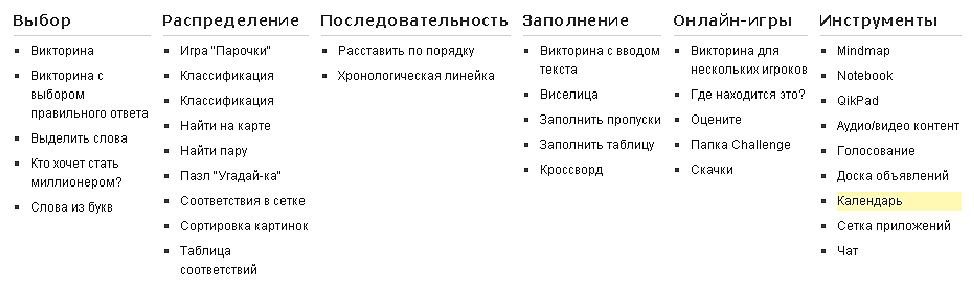 Выбор
Викторина
Викторина с
выбором
правильного ответа
Выделить слова
Кто хочет стать
миллионером?
Слова из букв
Распределение
Игра "Парочки"
Классификация
Классификация
Найти на карте
Найти пару
Пазл "Угадай-ка"
Соответствия в сетке
Сортировка картинок
Таблица
соответствий
Последовательность
Расставить по порядку
Хронологическая линейка
Заполнение
Викторина с вводом
текста
Виселица
Заполнить пропуски
Заполнить таблицу
Кроссворд
Онлайн-игры
Викторина для
нескольких игроков
Где находится это?
Оцените
Папка Challenge
Скачки
Инструменты
Mindmap
Notebook
QikPad
Аудио/видео контент
Голосование
Доска объявлений
Календарь
Сетка приложений
Чат